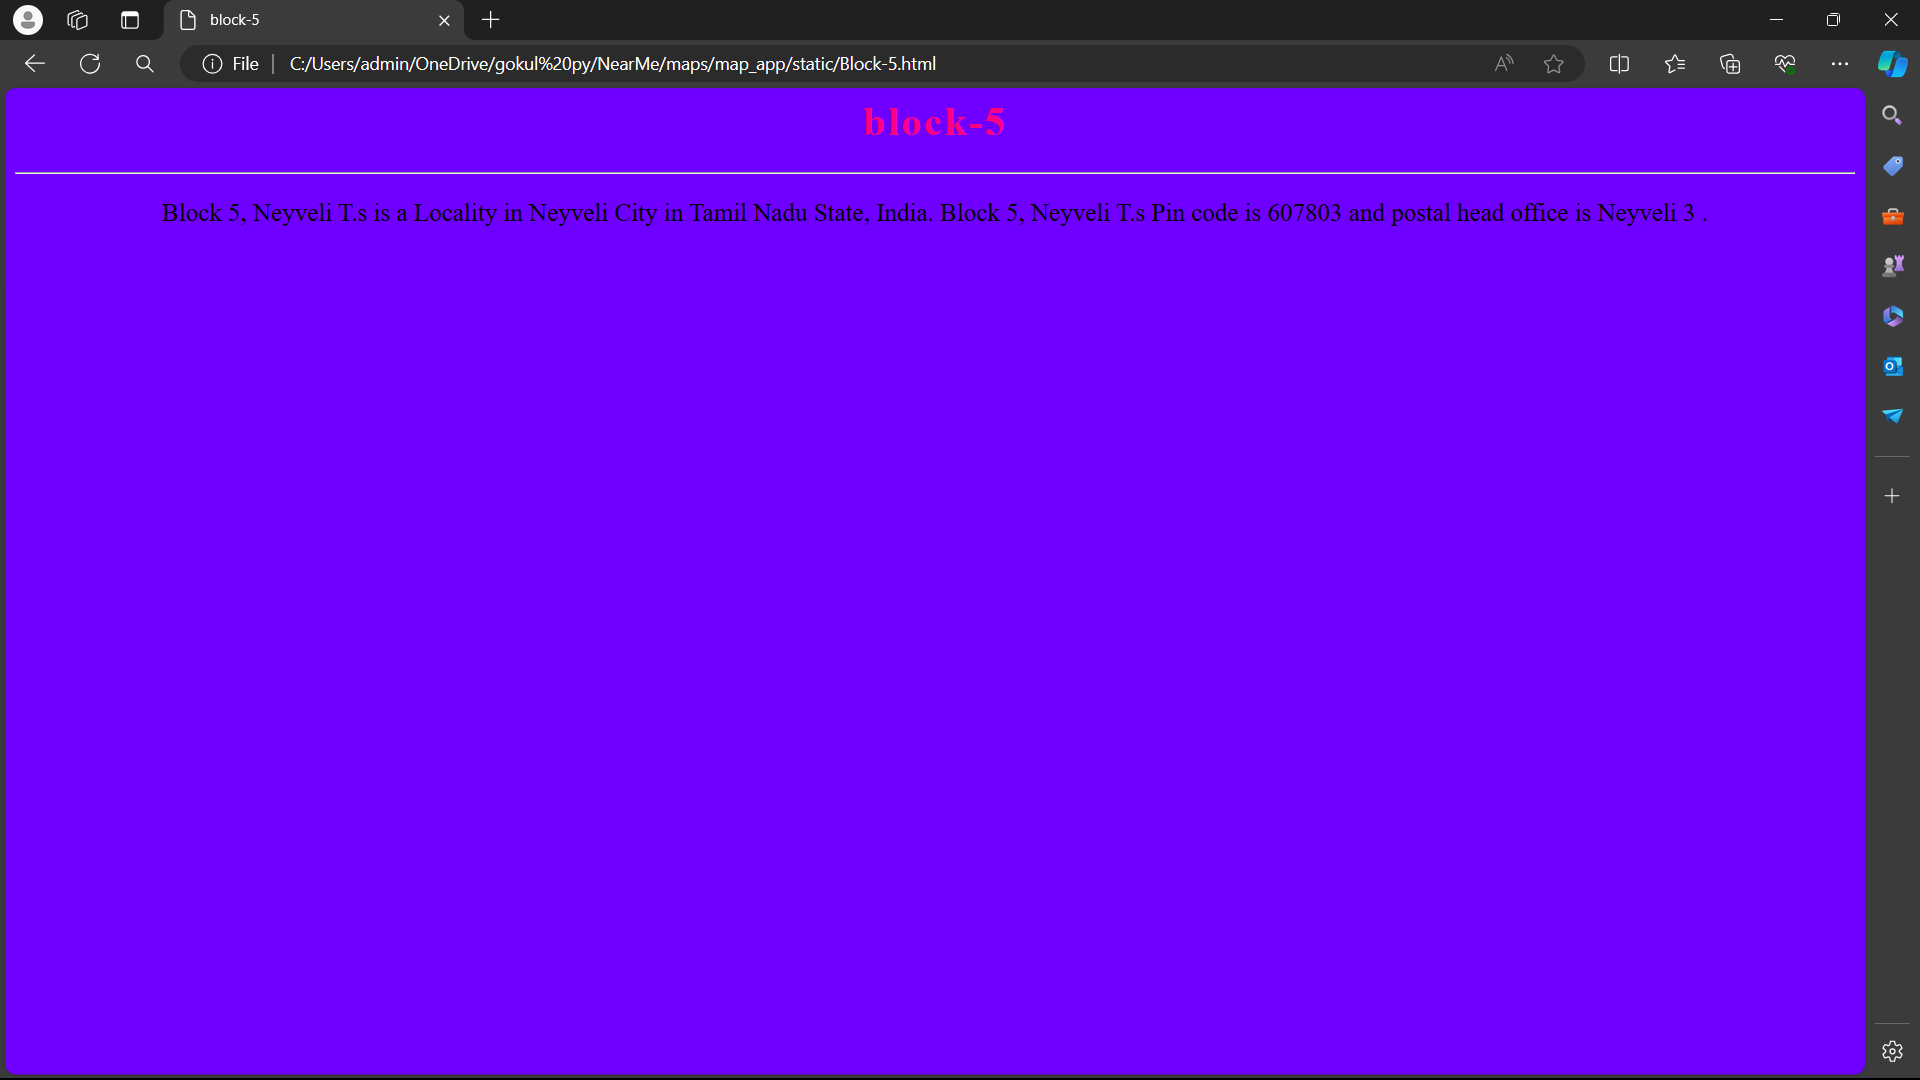 block-5
File C:/Users/admin/OneDrive/gokul%20py/NearMe/maps/map_app/static/Block-5.html
block-5
Block 5, Neyveli T.s is a Locality in Neyveli City in Tamil Nadu State, India. Block 5, Neyveli T.s Pin code is 607803 and postal head office is Neyveli 3 .